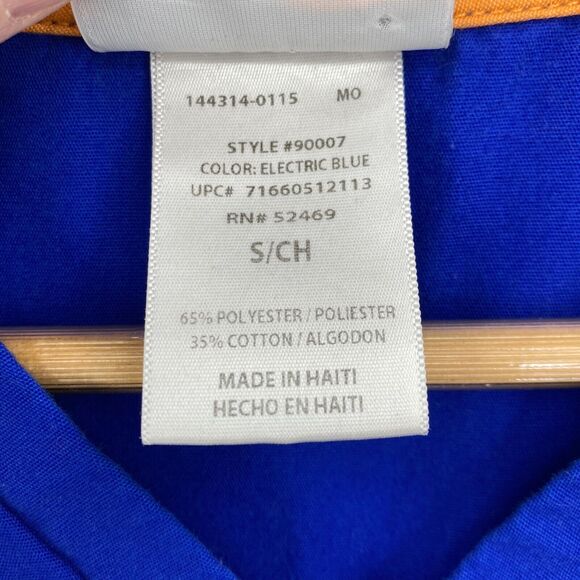 144314-0115 MO
STYLE #90007
COLOR: ELECTRIC BLUE
UPC# 71660512113
RN# 52469
S/CH
65% POLYESTER / POLIESTER
35% COTTON / ALGODON
MADE IN HAITI
HECHO EN HAITI